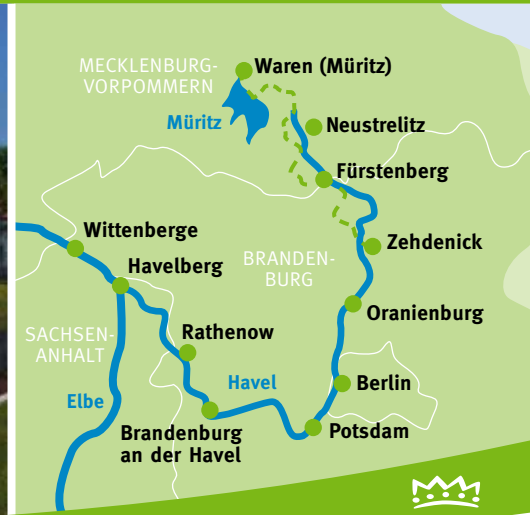 MECKLENBURG-
VORPOMMERN
Waren (Müritz)
Müritz
Neustrelitz
Fürstenberg
Wittenberge
Havelberg
BRANDEN-
BURG
Zehdenick
SACHSEN-
ANHALT
Rathenow
Oranienburg
Elbe
Havel
Berlin
Brandenburg
an der Havel
Potsdam